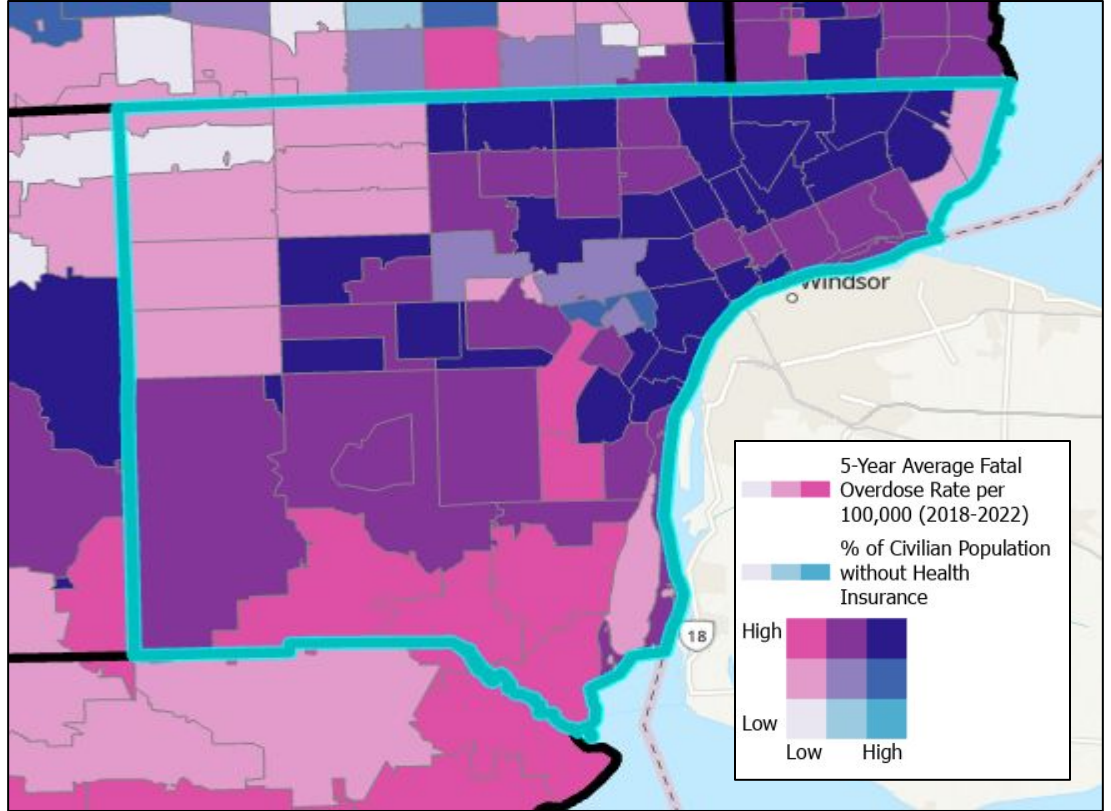 Windsor
18
5-Year Average Fatal
Overdose Rate per
100,000 (2018-2022)
% of Civilian Population
without Health
Insurance
High
Low
Low High